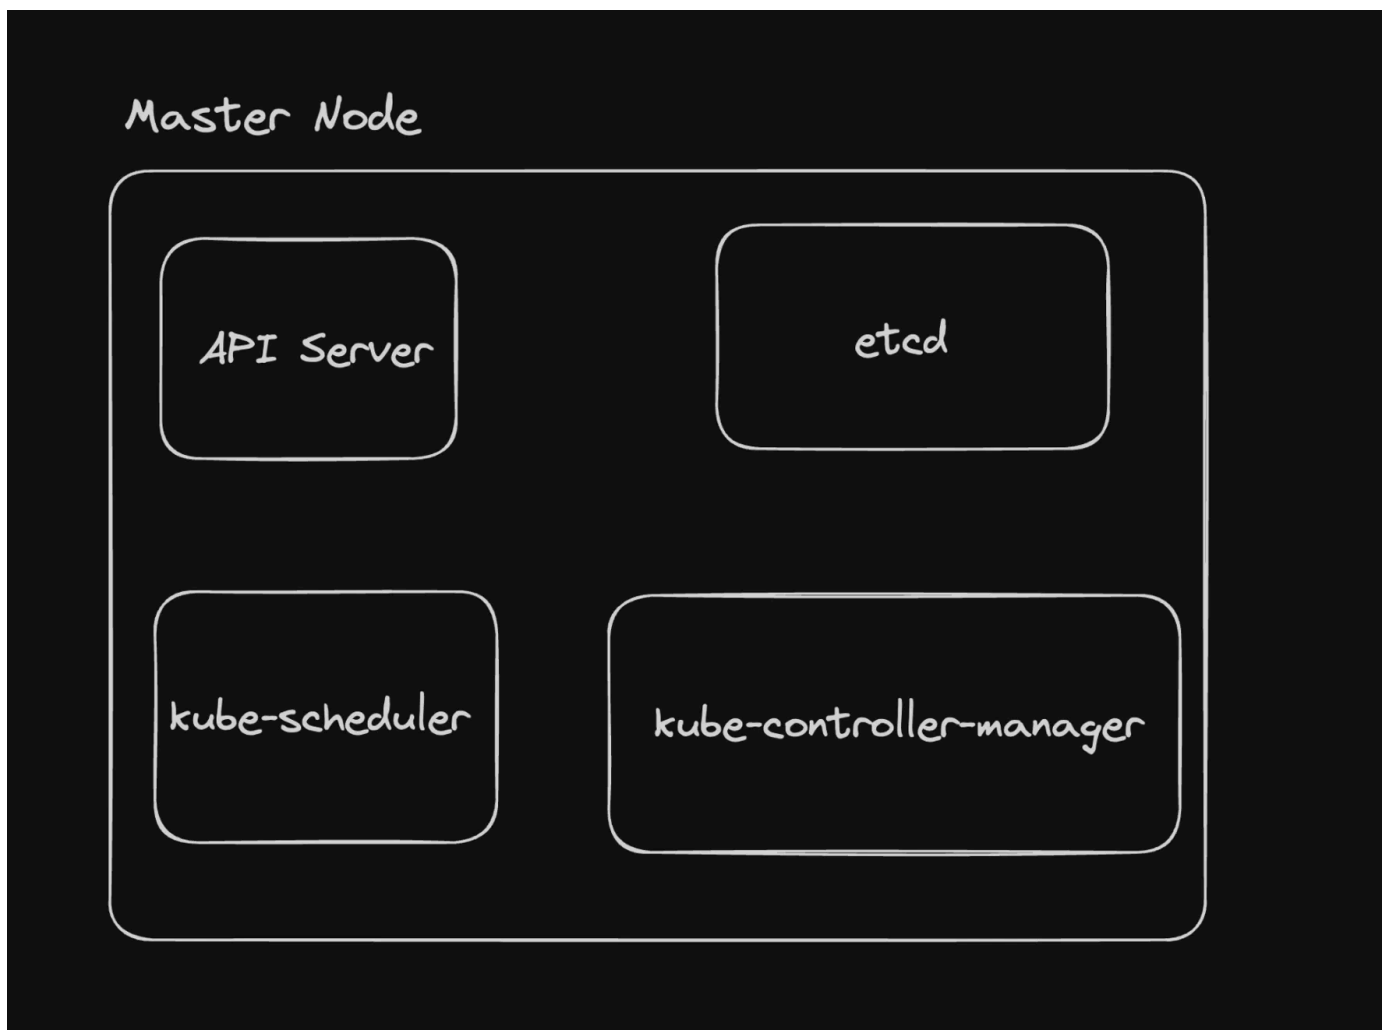 Master Node
API Server
etcd
kube-scheduler
kube-controller-manager